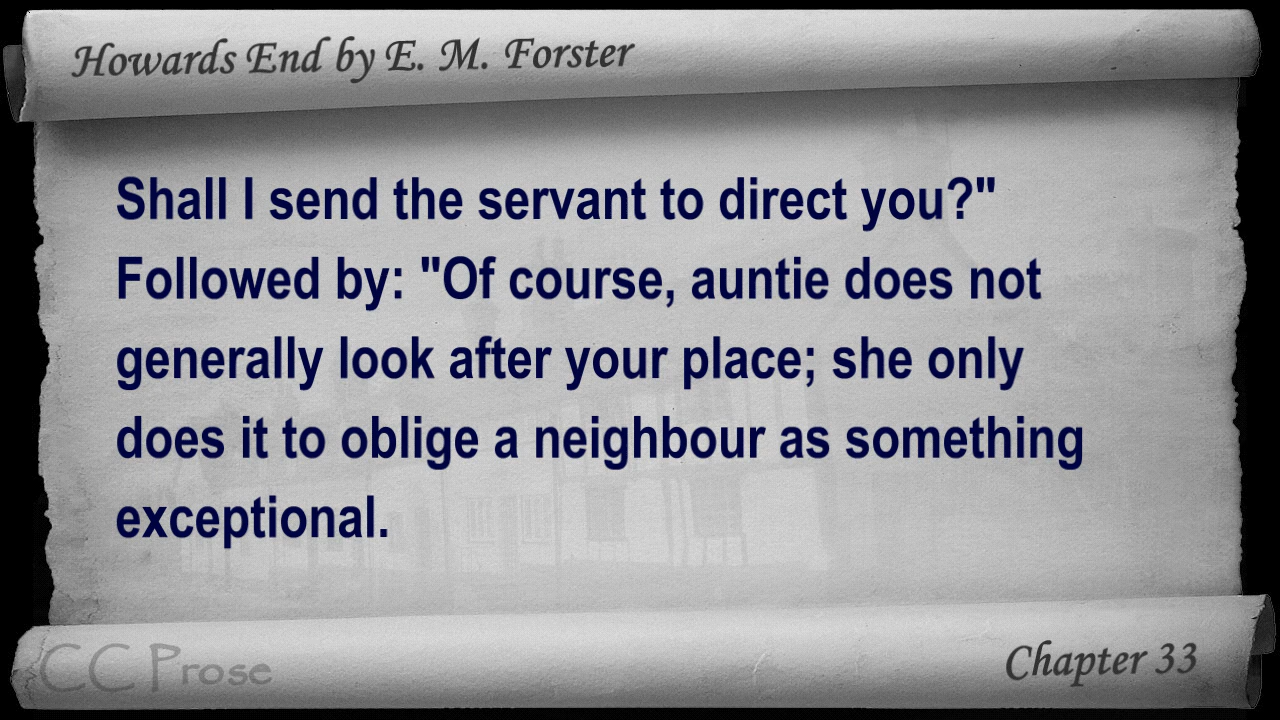 Howards End by E. M. Forster
Shall I send the servant to direct you?"
Followed by: "Of course, auntie does not
generally look after your place; she only
does it to oblige a neighbour as something
exceptional.
CC Prose
Chapter 33